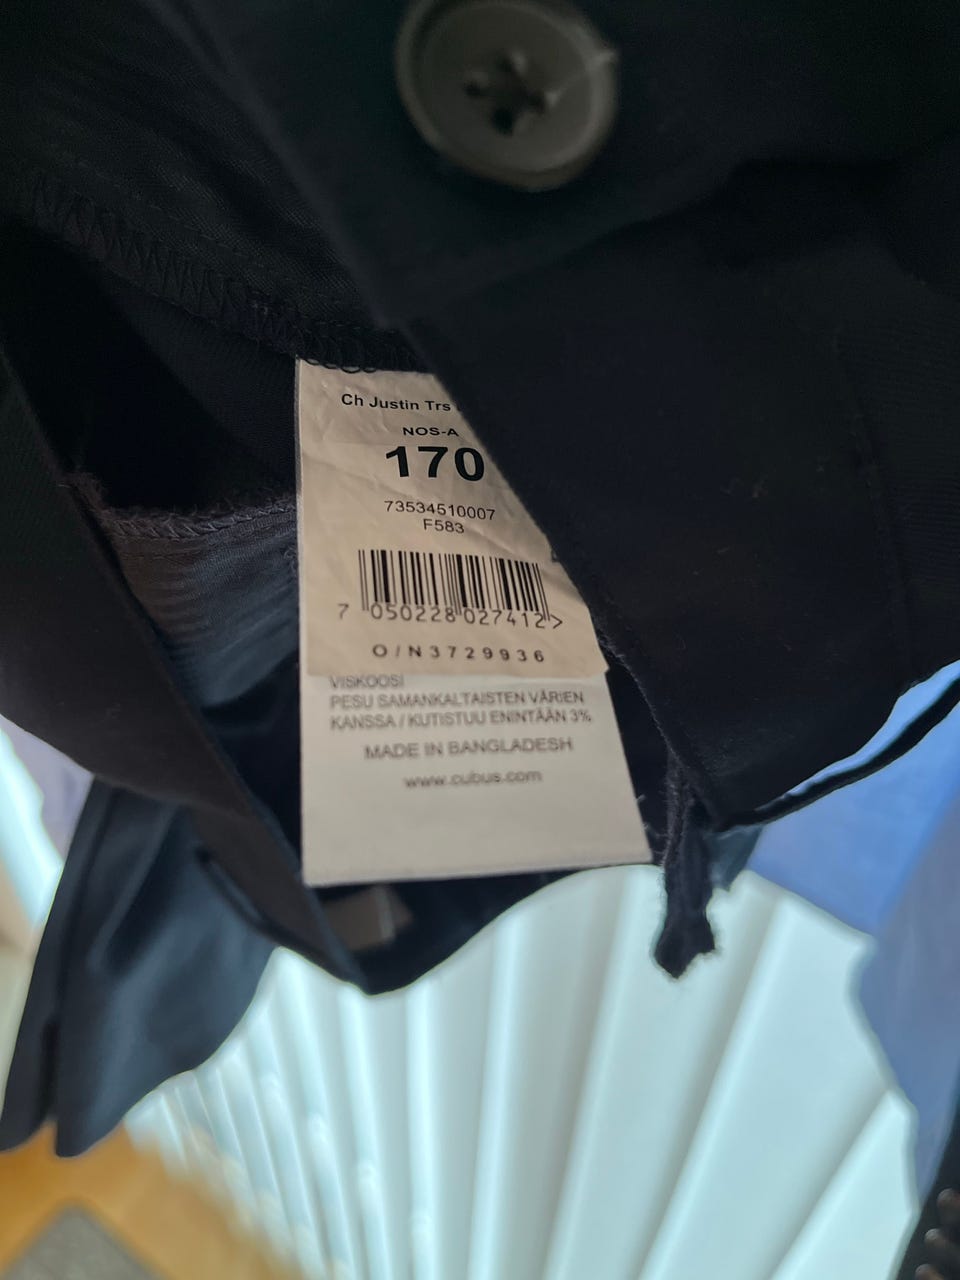 Ch Justin Trs
NOS-A
170
73534510007
F583
7 050228 027412 >
O/N3729936
VISKOOSI
PESU SAMANKALTAISTEN VÄRIEN
KANSSA / KUTISTUU ENINTÄÄN 3%
MADE IN BANGLADESH
www.cubus.com